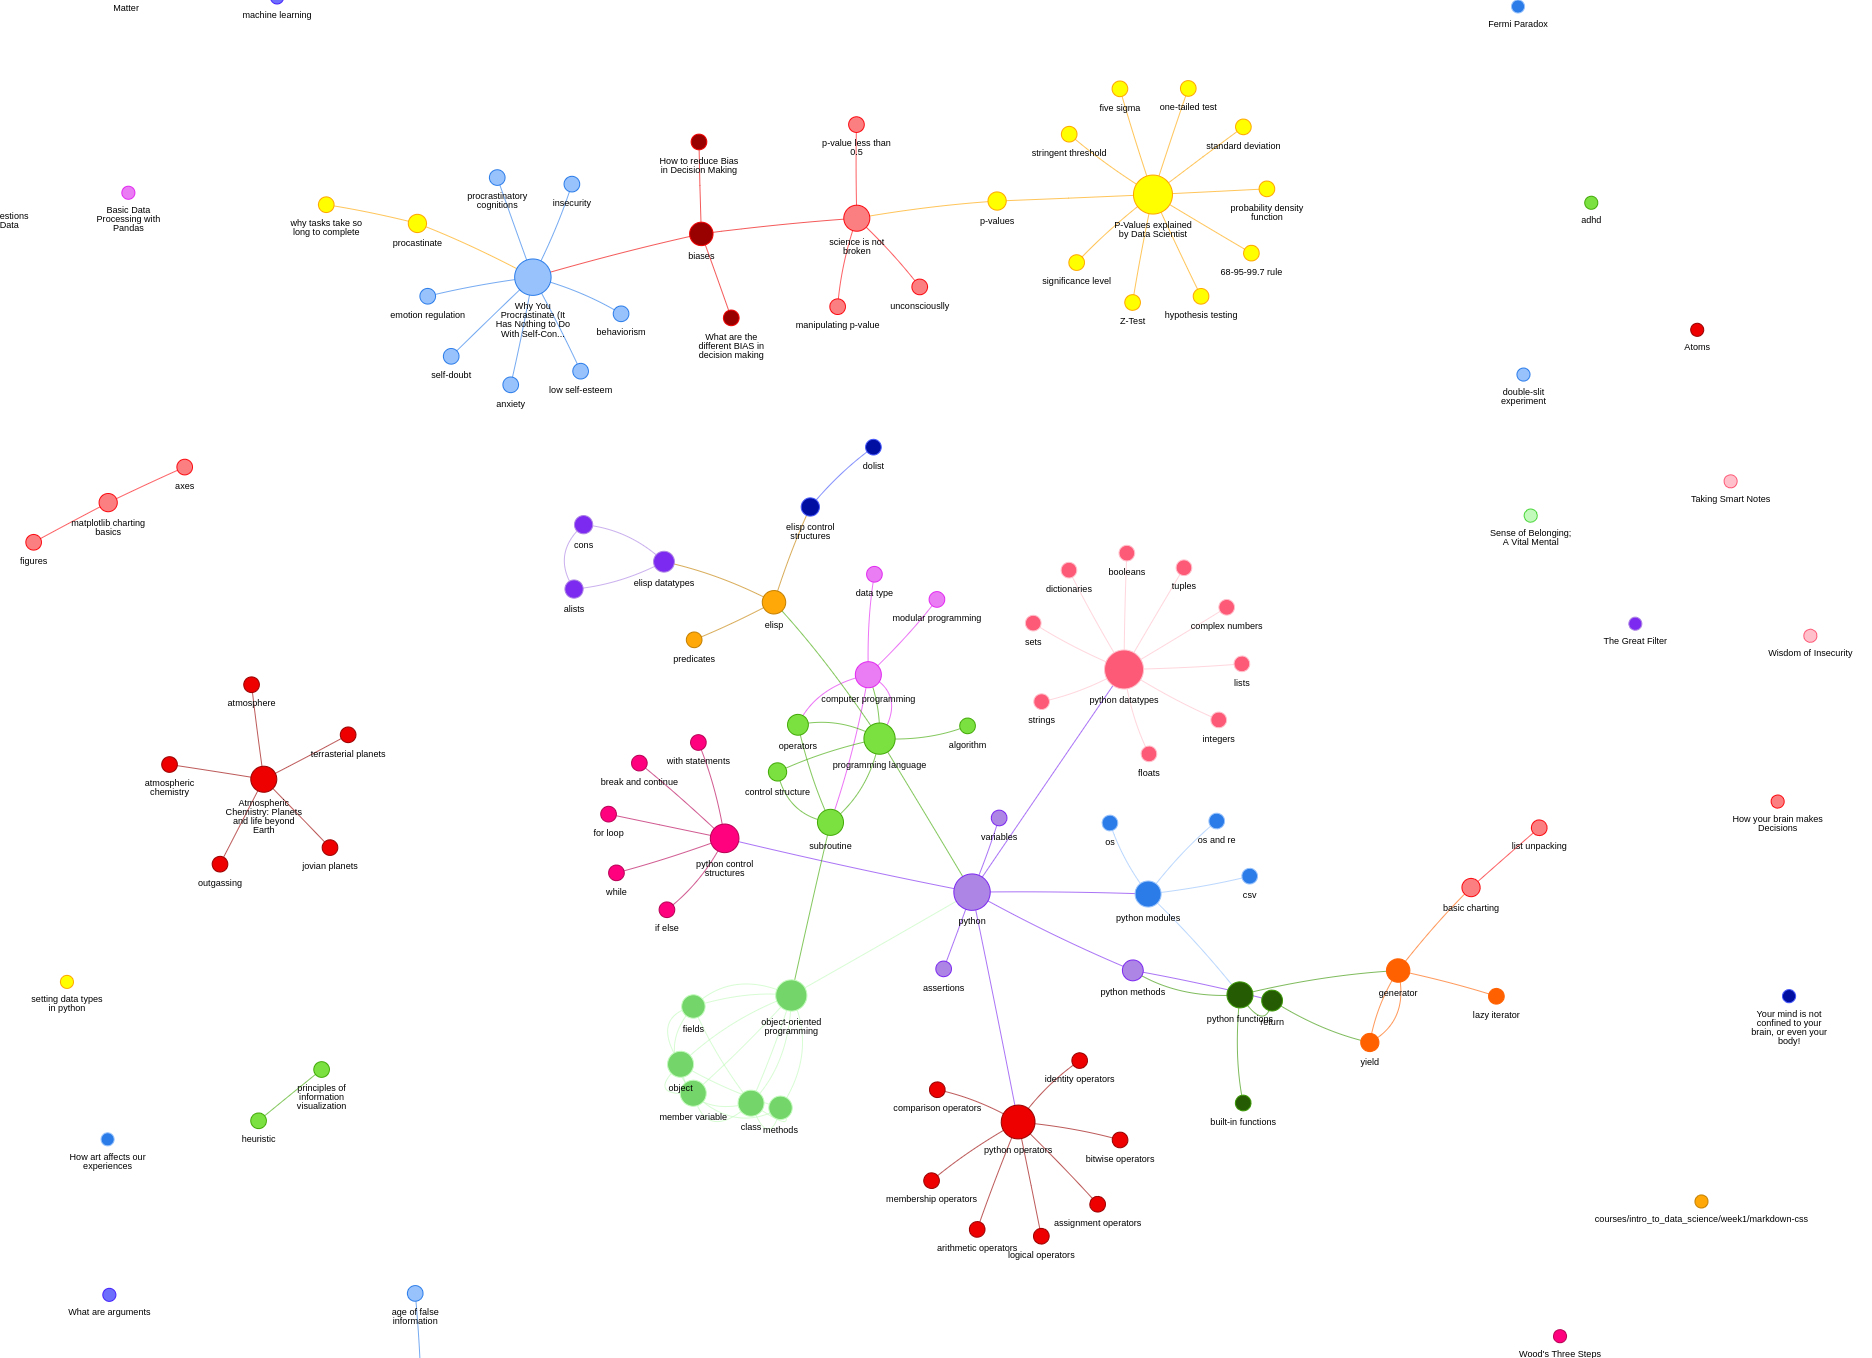 Matter
machine learning
Fermi Paradox
five sigma
one-tailed test
stringent threshold
standard deviation
p-value less than
0.5
How to reduce Bias
in Decision Making
procrastinatory
cognitions
insecurity
estions
Data
Basic Data
Processing with
Pandas
why tasks take so
long to complete
procastinate
biases
science is not
broken
p-values
P-Values explained
by Data Scientist
probability density
function
adhd
68-95-99.7 rule
significance level
Z-Test
hypothesis testing
emotion regulation
Why You
Procrastinate (It
Has Nothing to Do
With Self-Con...
behaviorism
What are the
different BIAS in
decision making
manipulating p-value
unconsciouslly
Atoms
self-doubt
anxiety
low self-esteem
double-slit
experiment
dolist
axes
matplotlib charting
basics
figures
elisp control
structures
cons
elisp datatypes
alists
elisp
predicates
data type
modular programming
dictionaries
booleans
tuples
sets
complex numbers
lists
python datatypes
strings
integers
floats
Taking Smart Notes
Sense of Belonging;
A Vital Mental
The Great Filter
Wisdom of Insecurity
computer programming
operators
programming language
algorithm
control structure
subroutine
atmosphere
terrasterial planets
atmospheric
chemistry
Atmospheric
Chemistry: Planets
and life beyond
Earth
outgassing
jovian planets
with statements
break and continue
for loop
python control
structures
while
if else
variables
python
assertions
os
os and re
csv
python modules
python methods
How your brain makes
Decisions
list unpacking
basic charting
generator
lazy iterator
python functions
return
yield
built-in functions
setting data types
in python
fields
object-oriented
programming
object
member variable
class
methods
Your mind is not
confined to your
brain, or even your
body!
principles of
information
visualization
heuristic
How art affects our
experiences
identity operators
comparison operators
python operators
bitwise operators
membership operators
assignment operators
arithmetic operators
logical operators
courses/intro_to_data_science/week1/markdown-css
What are arguments
age of false
information
Wood's Three Steps